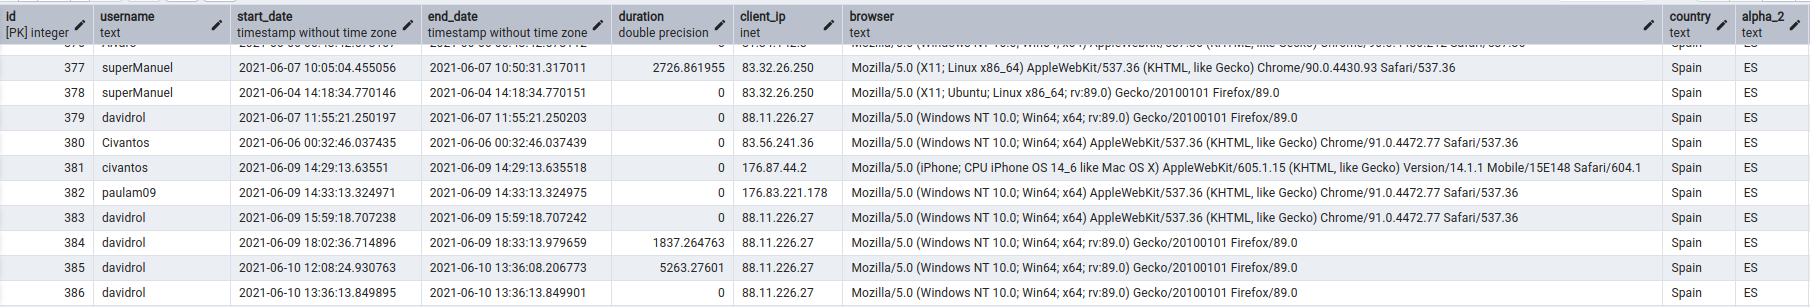 id username start_date end_date duration client_ip browser country alpha_2
[PK] integer text timestamp without time zone timestamp without time zone double precision inet text text text
377 superManuel 2021-06-07 10:05:04.455056 2021-06-07 10:50:31.317011 2726.861955 83.32.26.250 Mozilla/5.0 (X11; Linux x86_64) AppleWebKit/537.36 (KHTML, like Gecko) Chrome/90.0.4430.93 Safari/537.36 Spain ES
378 superManuel 2021-06-04 14:18:34.770146 2021-06-04 14:18:34.770151 0 83.32.26.250 Mozilla/5.0 (X11; Ubuntu; Linux x86_64; rv:89.0) Gecko/20100101 Firefox/89.0 Spain ES
379 davidrol 2021-06-07 11:55:21.250197 2021-06-07 11:55:21.250203 0 88.11.226.27 Mozilla/5.0 (Windows NT 10.0; Win64; x64; rv:89.0) Gecko/20100101 Firefox/89.0 Spain ES
380 Civantos 2021-06-06 00:32:46.037435 2021-06-06 00:32:46.037439 0 83.56.241.36 Mozilla/5.0 (Windows NT 10.0; Win64; x64) AppleWebKit/537.36 (KHTML, like Gecko) Chrome/91.0.4472.77 Safari/537.36 Spain ES
381 civantos 2021-06-09 14:29:13.63551 2021-06-09 14:29:13.635518 0 176.87.44.2 Mozilla/5.0 (iPhone; CPU iPhone OS 14_6 like Mac OS X) AppleWebKit/605.1.15 (KHTML, like Gecko) Version/14.1.1 Mobile/15E148 Safari/604.1 Spain ES
382 paulam09 2021-06-09 14:33:13.324971 2021-06-09 14:33:13.324975 0 176.83.221.178 Mozilla/5.0 (Windows NT 10.0; Win64; x64) AppleWebKit/537.36 (KHTML, like Gecko) Chrome/91.0.4472.77 Safari/537.36 Spain ES
383 davidrol 2021-06-09 15:59:18.707238 2021-06-09 15:59:18.707242 0 88.11.226.27 Mozilla/5.0 (Windows NT 10.0; Win64; x64) AppleWebKit/537.36 (KHTML, like Gecko) Chrome/91.0.4472.77 Safari/537.36 Spain ES
384 davidrol 2021-06-09 18:02:36.714896 2021-06-09 18:33:13.979659 1837.264763 88.11.226.27 Mozilla/5.0 (Windows NT 10.0; Win64; x64; rv:89.0) Gecko/20100101 Firefox/89.0 Spain ES
385 davidrol 2021-06-10 12:08:24.930763 2021-06-10 13:36:08.206773 5263.27601 88.11.226.27 Mozilla/5.0 (Windows NT 10.0; Win64; x64; rv:89.0) Gecko/20100101 Firefox/89.0 Spain ES
386 davidrol 2021-06-10 13:36:13.849895 2021-06-10 13:36:13.849901 0 88.11.226.27 Mozilla/5.0 (Windows NT 10.0; Win64; x64; rv:89.0) Gecko/20100101 Firefox/89.0 Spain ES